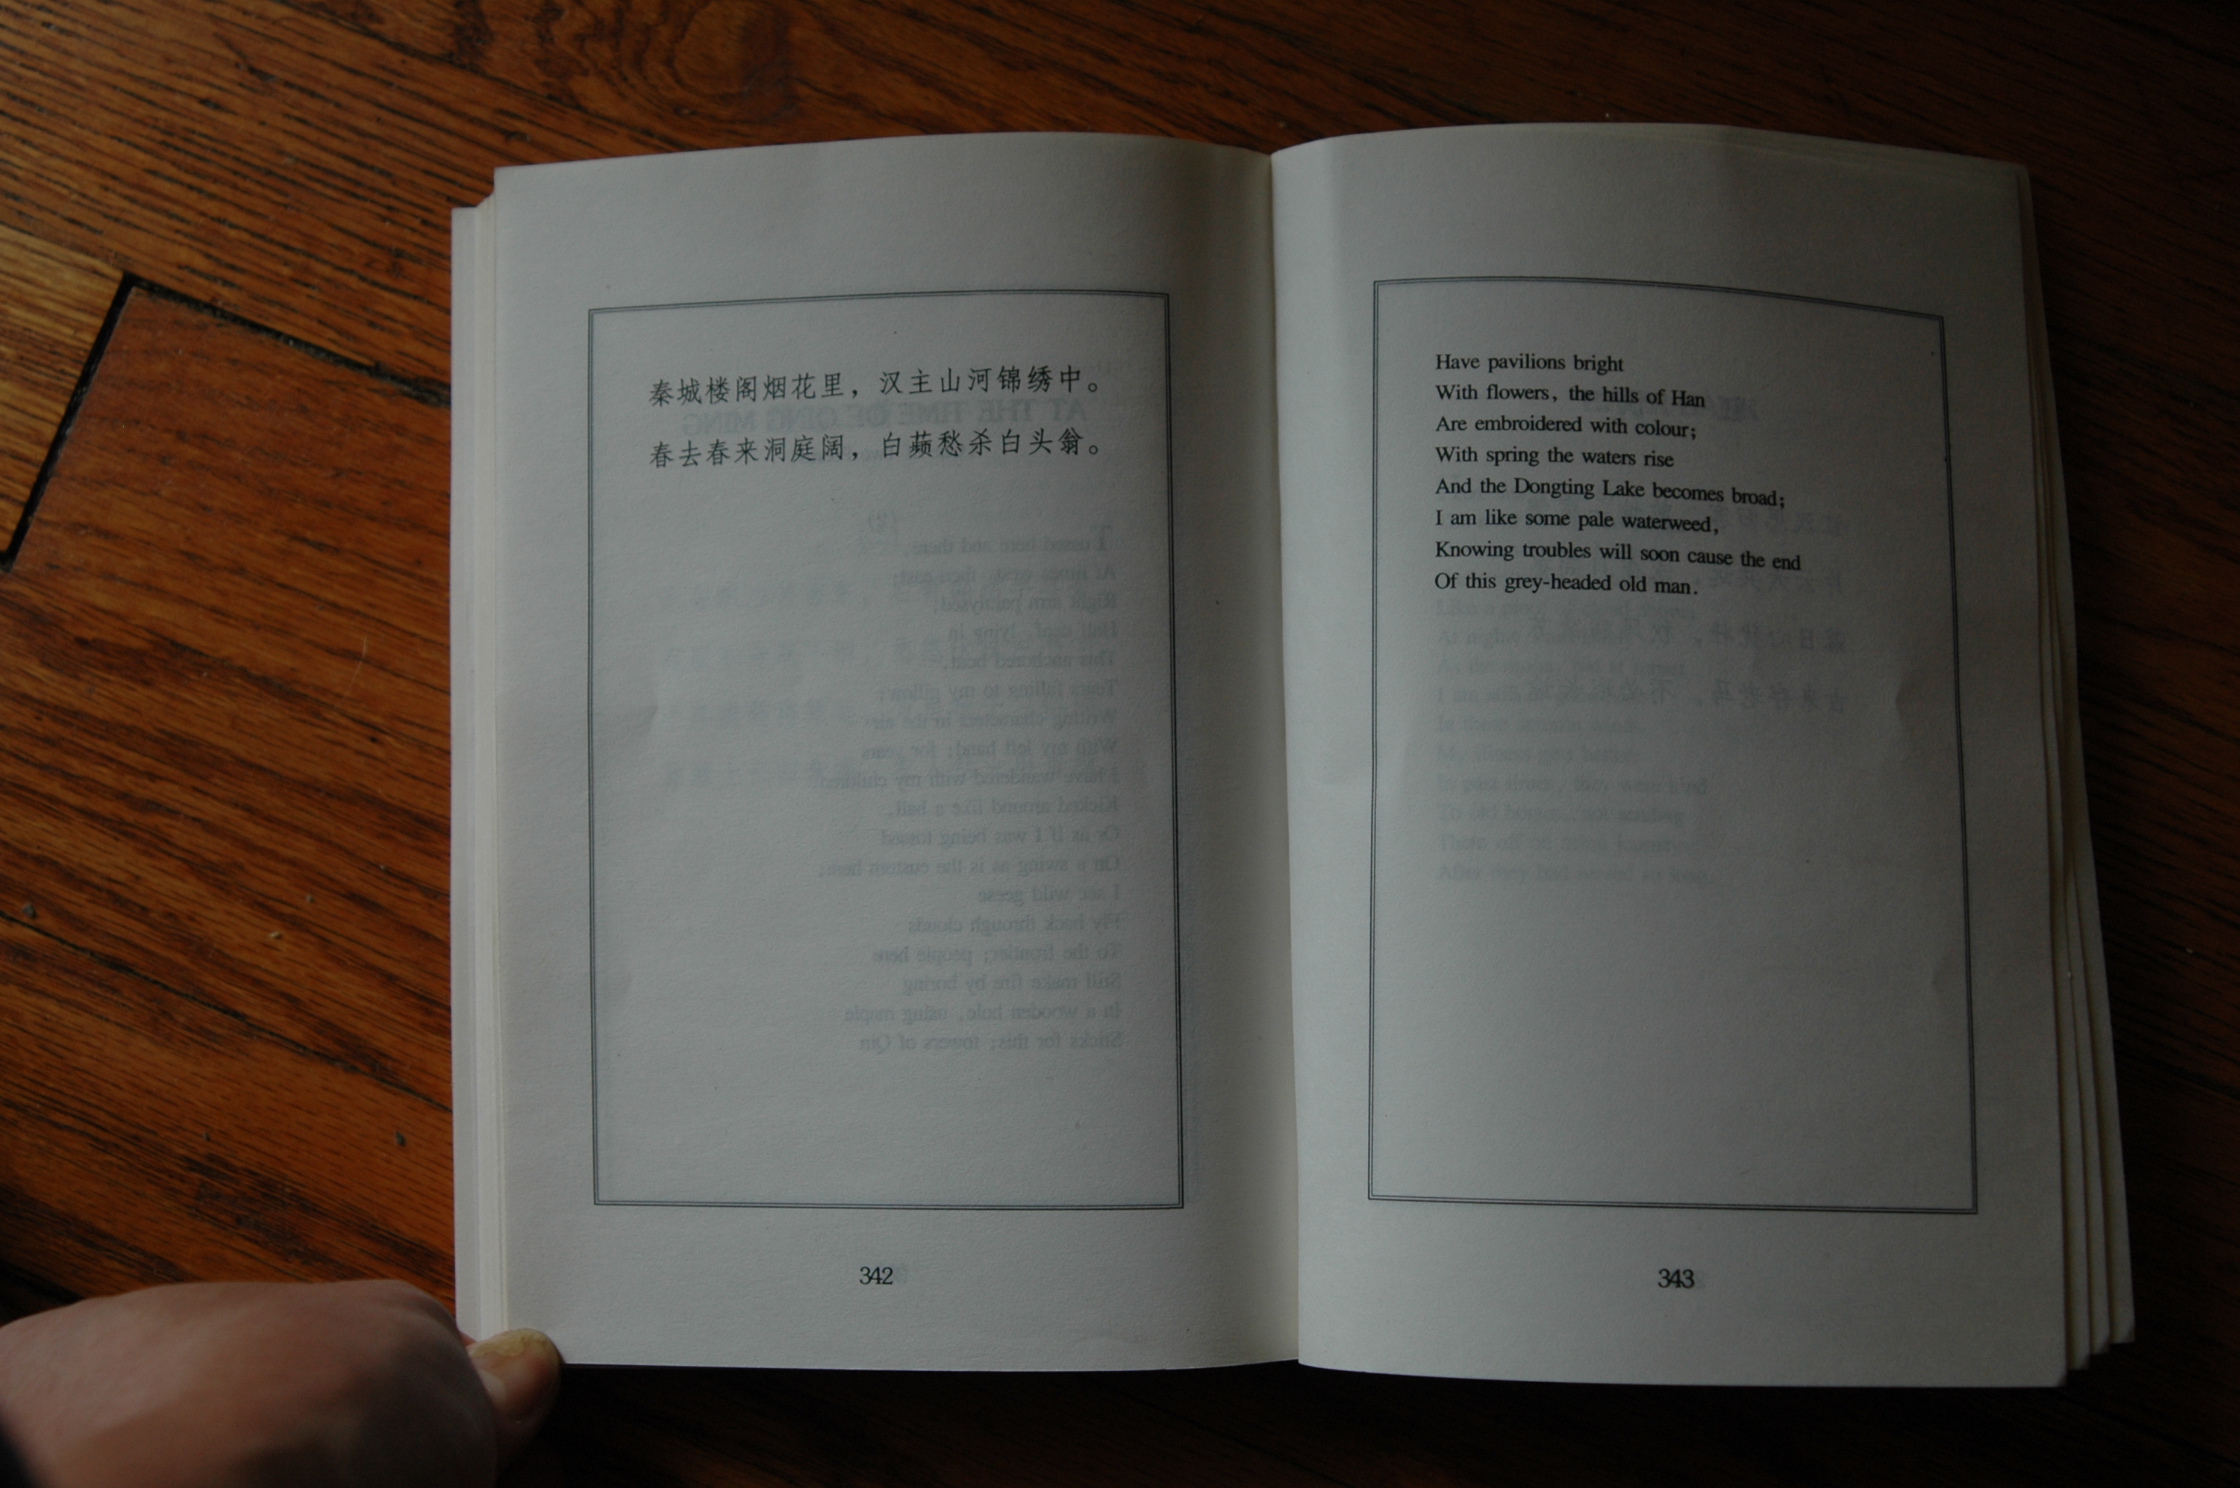 秦城楼阁烟花里，汉主山河锦绣中。
春去春来洞庭阔，白蘋愁杀白头翁。
342
Have pavilions bright
With flowers, the hills of Han
Are embroidered with colour;
With spring the waters rise
And the Dongting Lake becomes broad;
I am like some pale waterweed,
Knowing troubles will soon cause the end
Of this grey-headed old man.
343